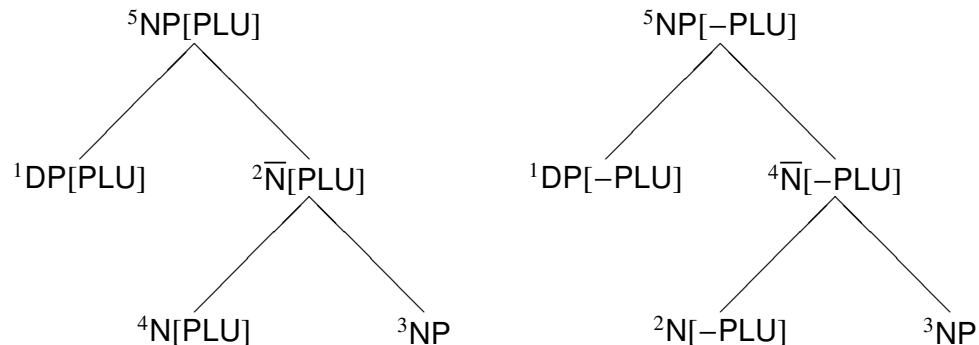 ⁵NP[PLU] ⁵NP[−PLU]
¹DP[PLU] ²N̅[PLU] ¹DP[−PLU] ⁴N̅[−PLU]
⁴N[PLU] ³NP ²N[−PLU] ³NP